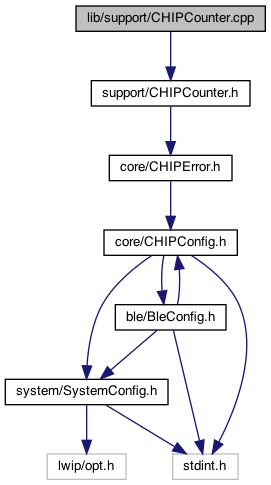 lib/support/CHIPCounter.cpp
support/CHIPCounter.h
core/CHIPError.h
core/CHIPConfig.h
ble/BleConfig.h
system/SystemConfig.h
lwip/opt.h
stdint.h